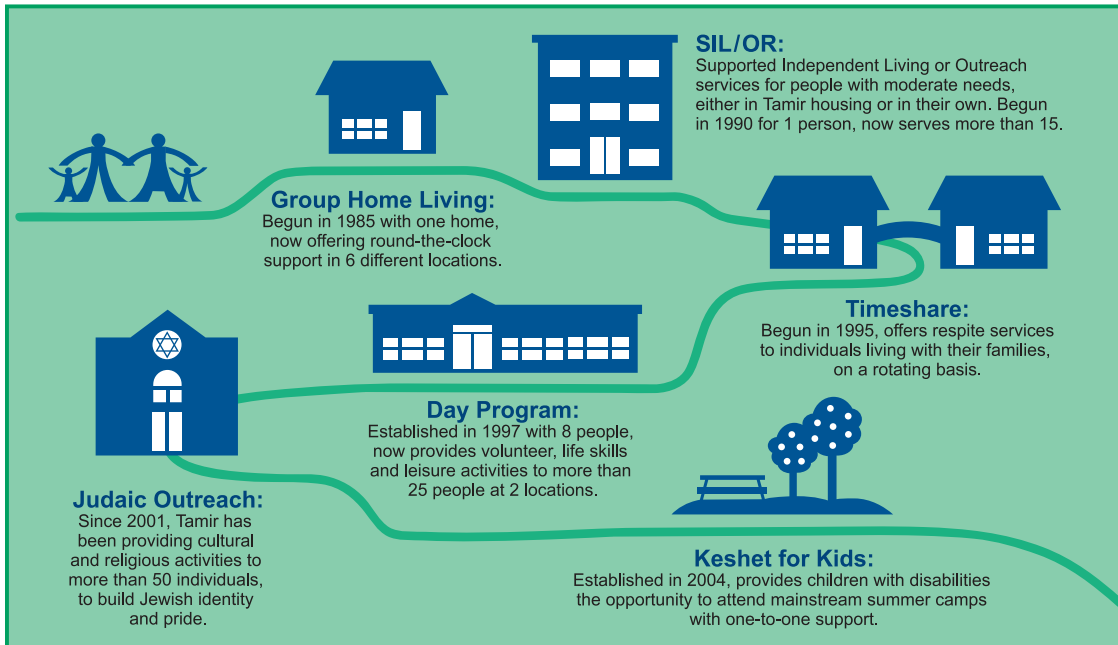 Group Home Living:
Begun in 1985 with one home,
now offering round-the-clock
support in 6 different locations.
SIL/OR:
Supported Independent Living or Outreach
services for people with moderate needs,
either in Tamir housing or in their own. Begun
in 1990 for 1 person, now serves more than 15.
Timeshare:
Begun in 1995, offers respite services
to individuals living with their families,
on a rotating basis.
Day Program:
Established in 1997 with 8 people,
now provides volunteer, life skills
and leisure activities to more than
25 people at 2 locations.
Judaic Outreach:
Since 2001, Tamir has
been providing cultural
and religious activities to
more than 50 individuals,
to build Jewish identity
and pride.
Keshet for Kids:
Established in 2004, provides children with disabilities
the opportunity to attend mainstream summer camps
with one-to-one support.